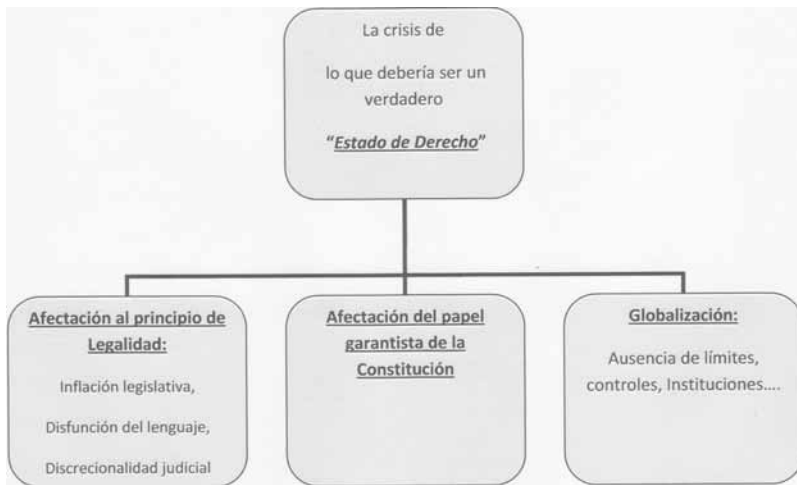 La crisis de
lo que debería ser un
verdadero
“Estado de Derecho”
Afectación al principio de
Legalidad:
Inflación legislativa,
Disfunción del lenguaje,
Discrecionalidad judicial
Afectación del papel
garantista de la
Constitución
Globalización:
Ausencia de límites,
controles, Instituciones....